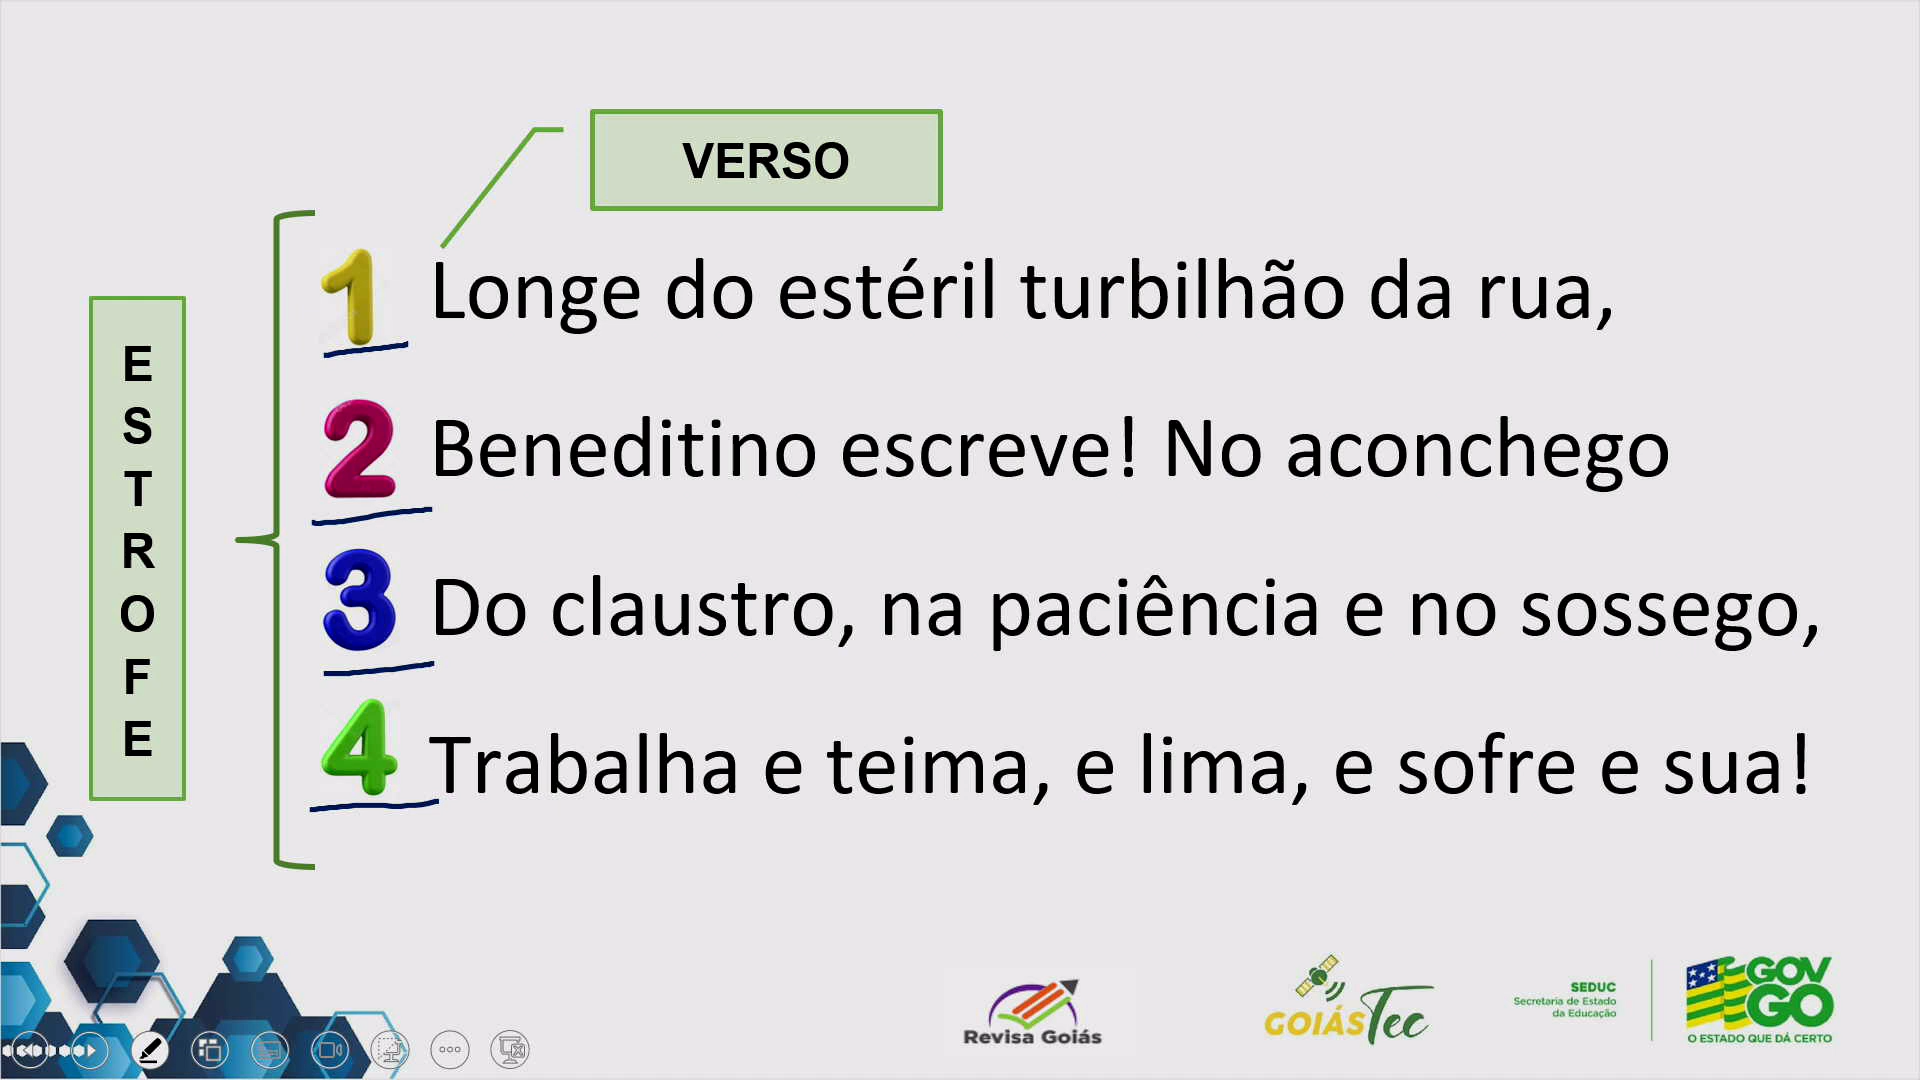 VERSO
ESTROFE
1 Longe do estéril turbilhão da rua,
2 Beneditino escreve! No aconchego
3 Do claustro, na paciência e no sossego,
4 Trabalha e teima, e lima, e sofre e sua!
Revisa Goiás
GOIÁSTec
SEDUC
Secretaria de Estado
da Educação
GOV
GO
O ESTADO QUE DÁ CERTO